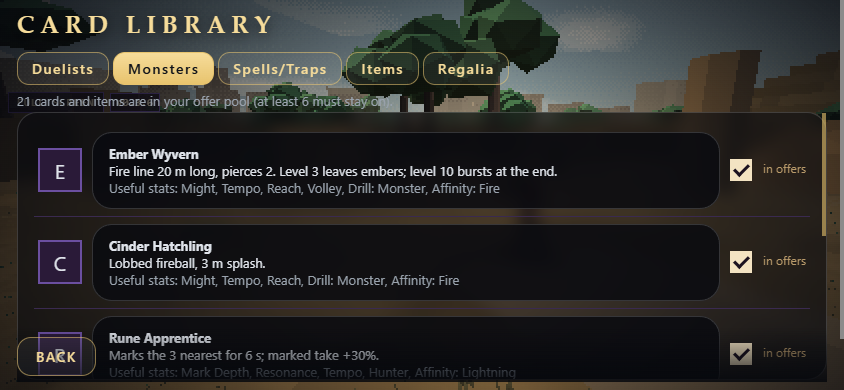 CARD LIBRARY
Duelists Monsters Spells/Traps Items Regalia
21 cards and items are in your offer pool (at least 6 must stay on).
Ember Wyvern
E Fire line 20 m long, pierces 2. Level 3 leaves embers; level 10 bursts at the end. in offers
Useful stats: Might, Tempo, Reach, Volley, Drill: Monster, Affinity: Fire
Cinder Hatchling
C Lobbed fireball, 3 m splash. in offers
Useful stats: Might, Tempo, Reach, Drill: Monster, Affinity: Fire
Rune Apprentice
R Marks the 3 nearest for 6 s; marked take +30%. in offers
Useful stats: Mark Depth, Resonance, Tempo, Hunter, Affinity: Lightning
BACK